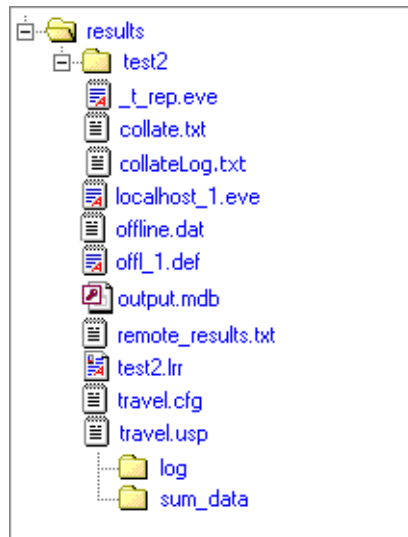 results
test2
_t_rep.eve
collate.txt
collateLog.txt
localhost_1.eve
offline.dat
offl_1.def
output.mdb
remote_results.txt
test2.lrr
travel.cfg
travel.usp
log
sum_data